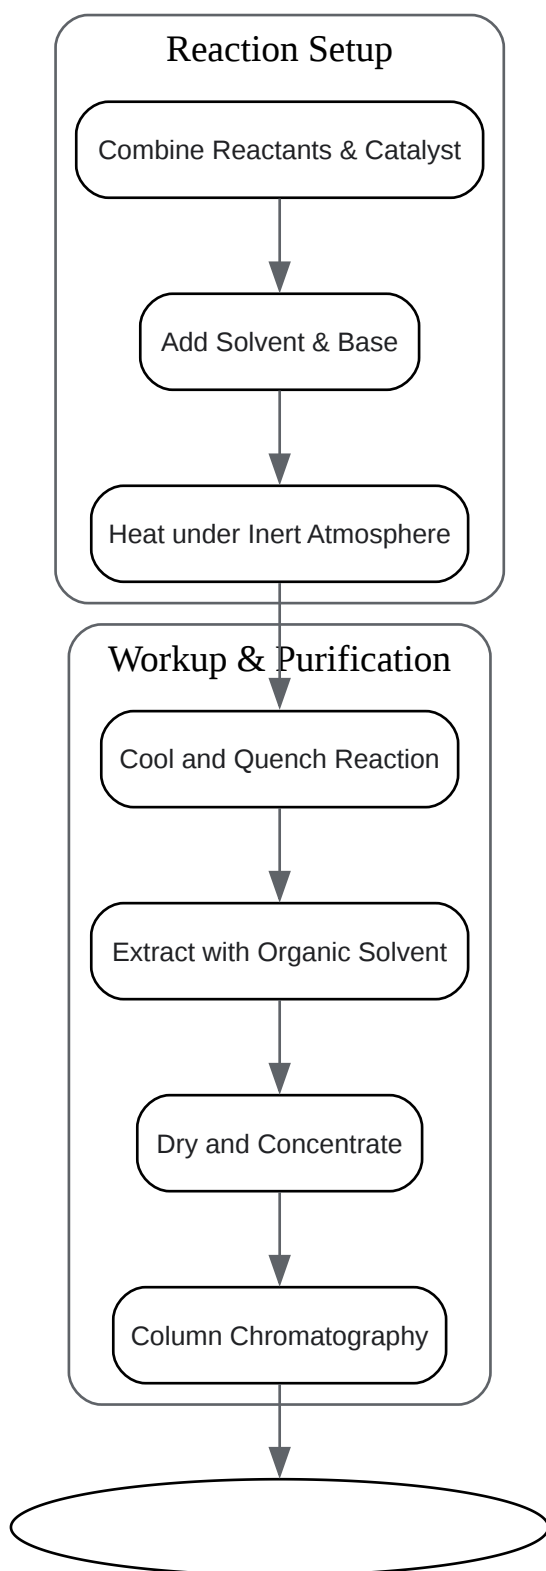 Reaction Setup
Combine Reactants & Catalyst
Add Solvent & Base
Heat under Inert Atmosphere
Workup & Purification
Cool and Quench Reaction
Extract with Organic Solvent
Dry and Concentrate
Column Chromatography